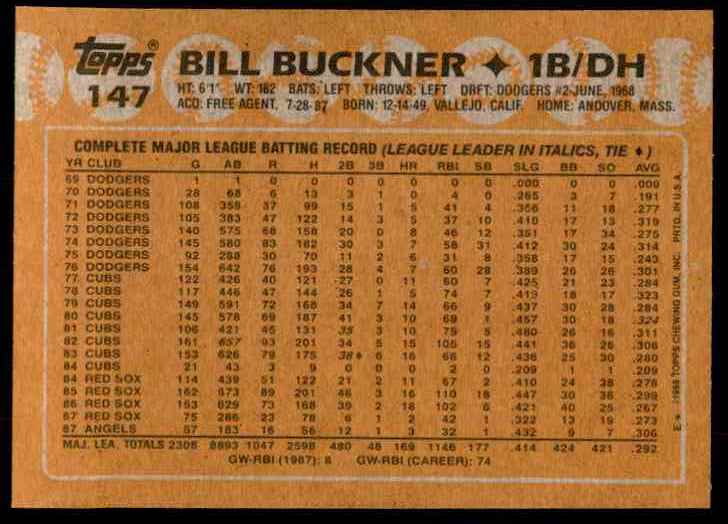 Topps® BILL BUCKNER ✦ 1B/DH
147 HT: 6'1" WT: 182 BATS: LEFT THROWS: LEFT DRFT: DODGERS #2-JUNE, 1968
ACQ: FREE AGENT, 7-28-87 BORN: 12-14-49, VALLEJO, CALIF. HOME: ANDOVER, MASS.
COMPLETE MAJOR LEAGUE BATTING RECORD (LEAGUE LEADER IN ITALICS, TIE ♦)
YR CLUB G AB R H 2B 3B HR RBI SB SLG BB SO AVG
69 DODGERS 1 1 0 0 0 0 0 0 0 .000 0 0 .000
70 DODGERS 28 68 6 13 3 1 0 4 0 .265 3 7 .191
71 DODGERS 108 358 37 99 15 1 5 41 4 .366 11 18 .277
72 DODGERS 105 383 47 122 14 3 5 37 10 .410 17 13 .319
73 DODGERS 140 575 68 158 20 0 8 46 12 .351 17 34 .275
74 DODGERS 145 580 83 182 30 3 7 58 31 .412 30 24 .314
75 DODGERS 92 288 30 70 11 2 6 31 8 .358 17 15 .243
76 DODGERS 154 642 76 193 28 4 7 60 28 .389 26 26 .301
77 CUBS 122 426 40 121 27 0 11 60 7 .425 21 23 .284
78 CUBS 117 446 47 144 26 1 5 74 7 .419 18 17 .323
79 CUBS 149 591 72 168 34 7 14 66 9 .437 30 28 .284
80 CUBS 145 578 69 187 41 3 10 68 1 .457 30 18 .324
81 CUBS 106 421 45 131 35 3 10 75 5 .480 26 16 .311
82 CUBS 161 657 93 201 34 5 15 105 15 .441 36 26 .306
83 CUBS 153 626 79 175 38♦ 6 16 66 12 .436 25 30 .280
84 CUBS 21 43 3 9 0 0 0 2 0 .209 1 1 .209
84 RED SOX 114 439 51 122 21 2 11 67 2 .410 24 38 .278
85 RED SOX 162 673 89 201 46 3 16 110 18 .447 30 36 .299
86 RED SOX 153 629 73 168 39 2 18 102 6 .421 40 25 .267
87 RED SOX 75 286 23 78 6 1 2 42 1 .322 13 19 .273
87 ANGELS 57 183 16 56 12 1 3 32 1 .432 9 7 .306
MAJ. LEA. TOTALS 2308 8893 1047 2598 480 48 169 1146 177 .414 424 421 .292
GW-RBI (1987): 8 GW-RBI (CAREER): 74
E* ©1988 TOPPS CHEWING GUM, INC. PRTD. IN U.S.A.